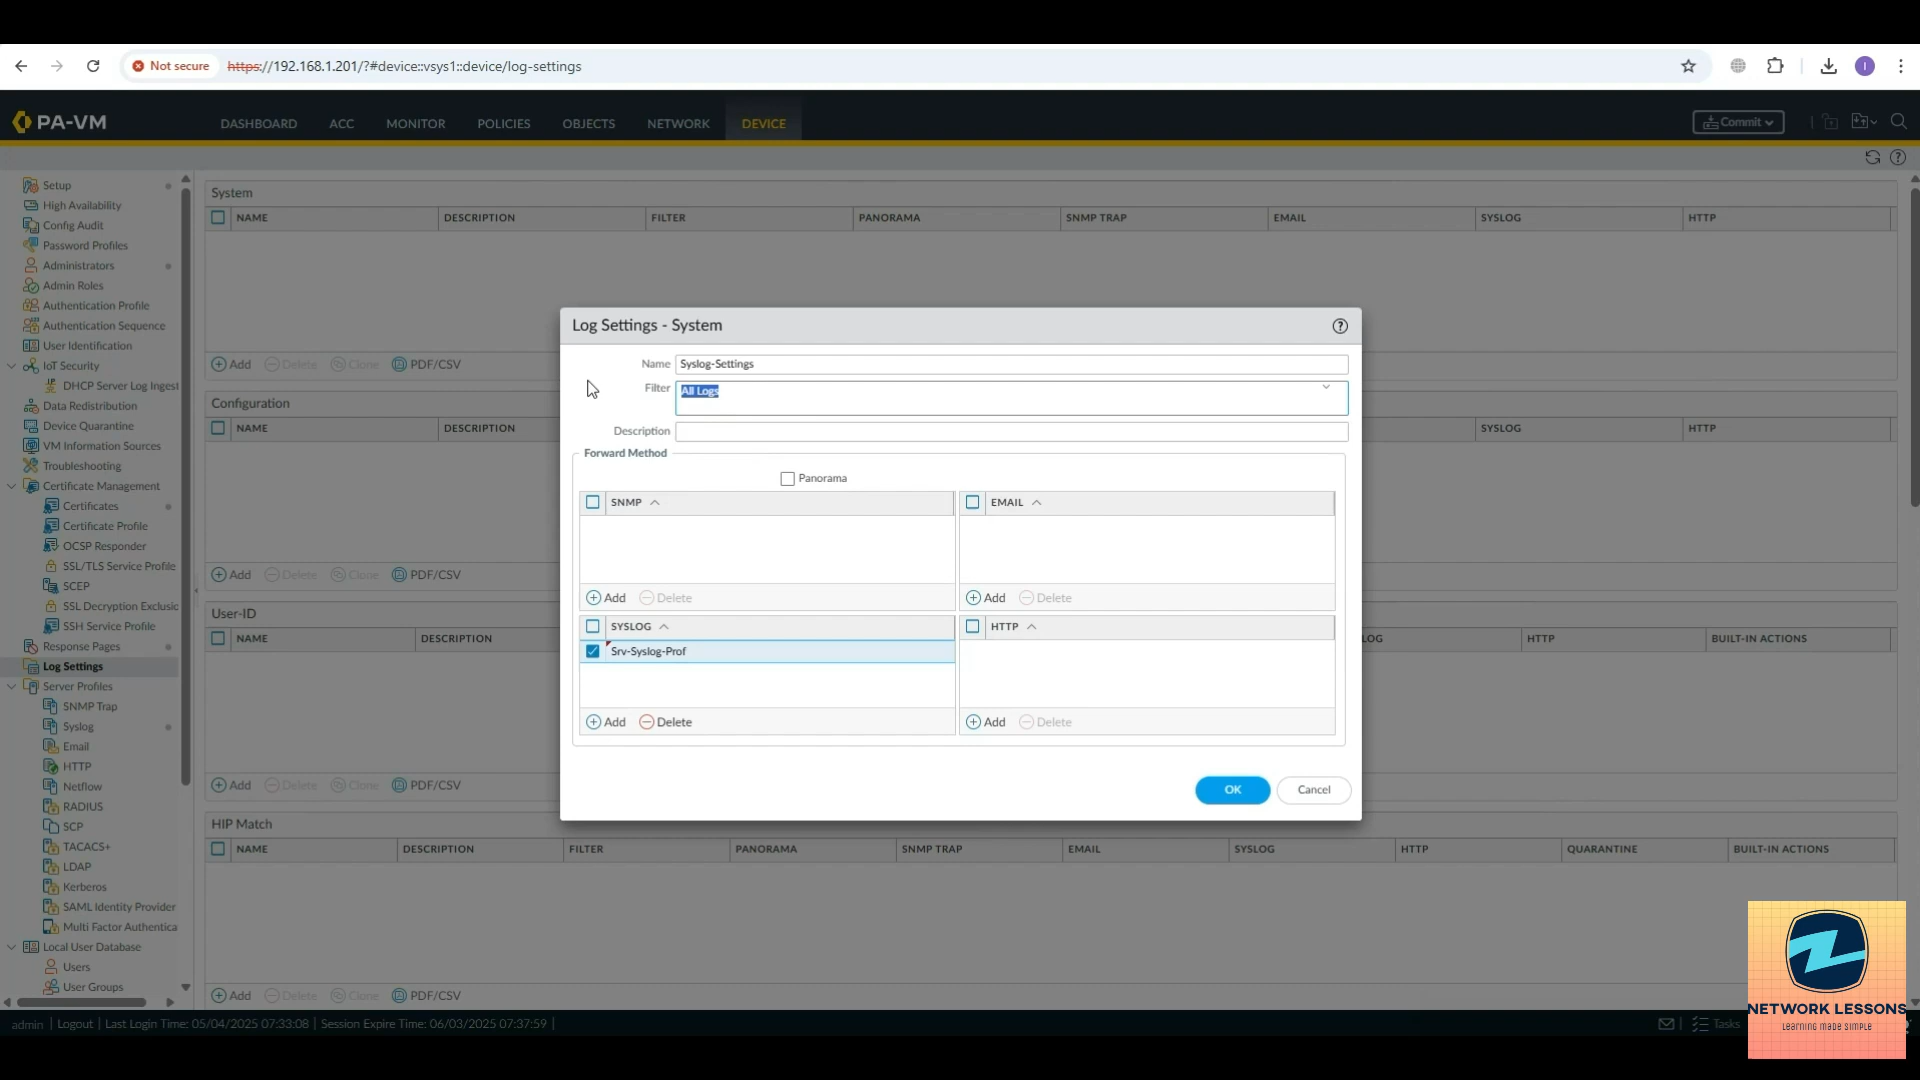 Not secure https://192.168.1.201/?#device::vsys1::device/log-settings
PA-VM DASHBOARD ACC MONITOR POLICIES OBJECTS NETWORK DEVICE Commit
Setup
High Availability
Config Audit
Password Profiles
Administrators
Admin Roles
Authentication Profile
Authentication Sequence
User Identification
IoT Security
DHCP Server Log Ingest
Data Redistribution
Device Quarantine
VM Information Sources
Troubleshooting
Certificate Management
Certificates
Certificate Profile
OCSP Responder
SSL/TLS Service Profile
SCEP
SSL Decryption Exclusic
SSH Service Profile
Response Pages
Log Settings
Server Profiles
SNMP Trap
Syslog
Email
HTTP
Netflow
RADIUS
SCP
TACACS+
LDAP
Kerberos
SAML Identity Provider
Multi Factor Authentica
Local User Database
Users
User Groups
System
NAME DESCRIPTION FILTER PANORAMA SNMP TRAP EMAIL SYSLOG HTTP
Add Delete Clone PDF/CSV
Configuration
NAME DESCRIPTION SYSLOG HTTP
Add Delete Clone PDF/CSV
User-ID
NAME DESCRIPTION LOG HTTP BUILT-IN ACTIONS
Add Delete Clone PDF/CSV
HIP Match
NAME DESCRIPTION FILTER PANORAMA SNMP TRAP EMAIL SYSLOG HTTP QUARANTINE BUILT-IN ACTIONS
Add Delete Clone PDF/CSV
Log Settings - System
Name Syslog-Settings
Filter All Logs
Description
Forward Method
Panorama
SNMP EMAIL
Add Delete Add Delete
SYSLOG HTTP
Srv-Syslog-Prof
Add Delete Add Delete
OK Cancel
admin | Logout | Last Login Time: 05/04/2025 07:33:08 | Session Expire Time: 06/03/2025 07:37:59 |
| Tasks
NETWORK LESSONS
Learning made simple